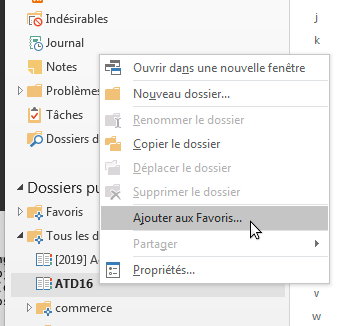 Indésirables
Journal
Notes
Problèmes
Tâches
Dossiers d
Ouvrir dans une nouvelle fenêtre
Nouveau dossier...
Renommer le dossier
Copier le dossier
Déplacer le dossier
Supprimer le dossier
Ajouter aux Favoris...
Partager
Propriétés...
Dossiers pu
Favoris
Tous les d
[2019] A
ATD16
commerce
j
k
v
w